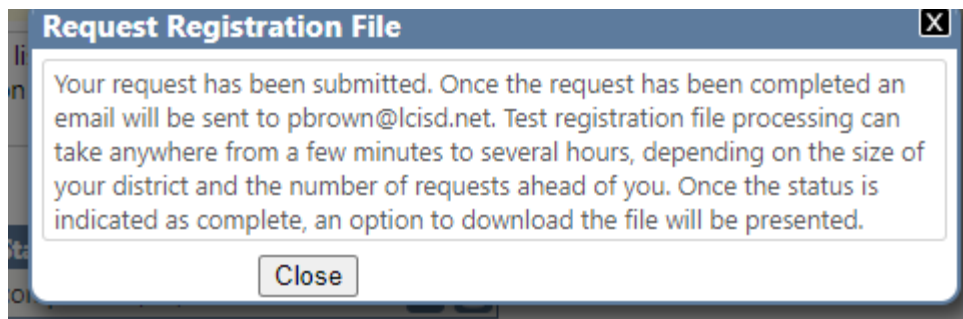 Request Registration File
X
li
on
Your request has been submitted. Once the request has been completed an
email will be sent to pbrown@lcisd.net. Test registration file processing can
take anywhere from a few minutes to several hours, depending on the size of
your district and the number of requests ahead of you. Once the status is
indicated as complete, an option to download the file will be presented.
Close